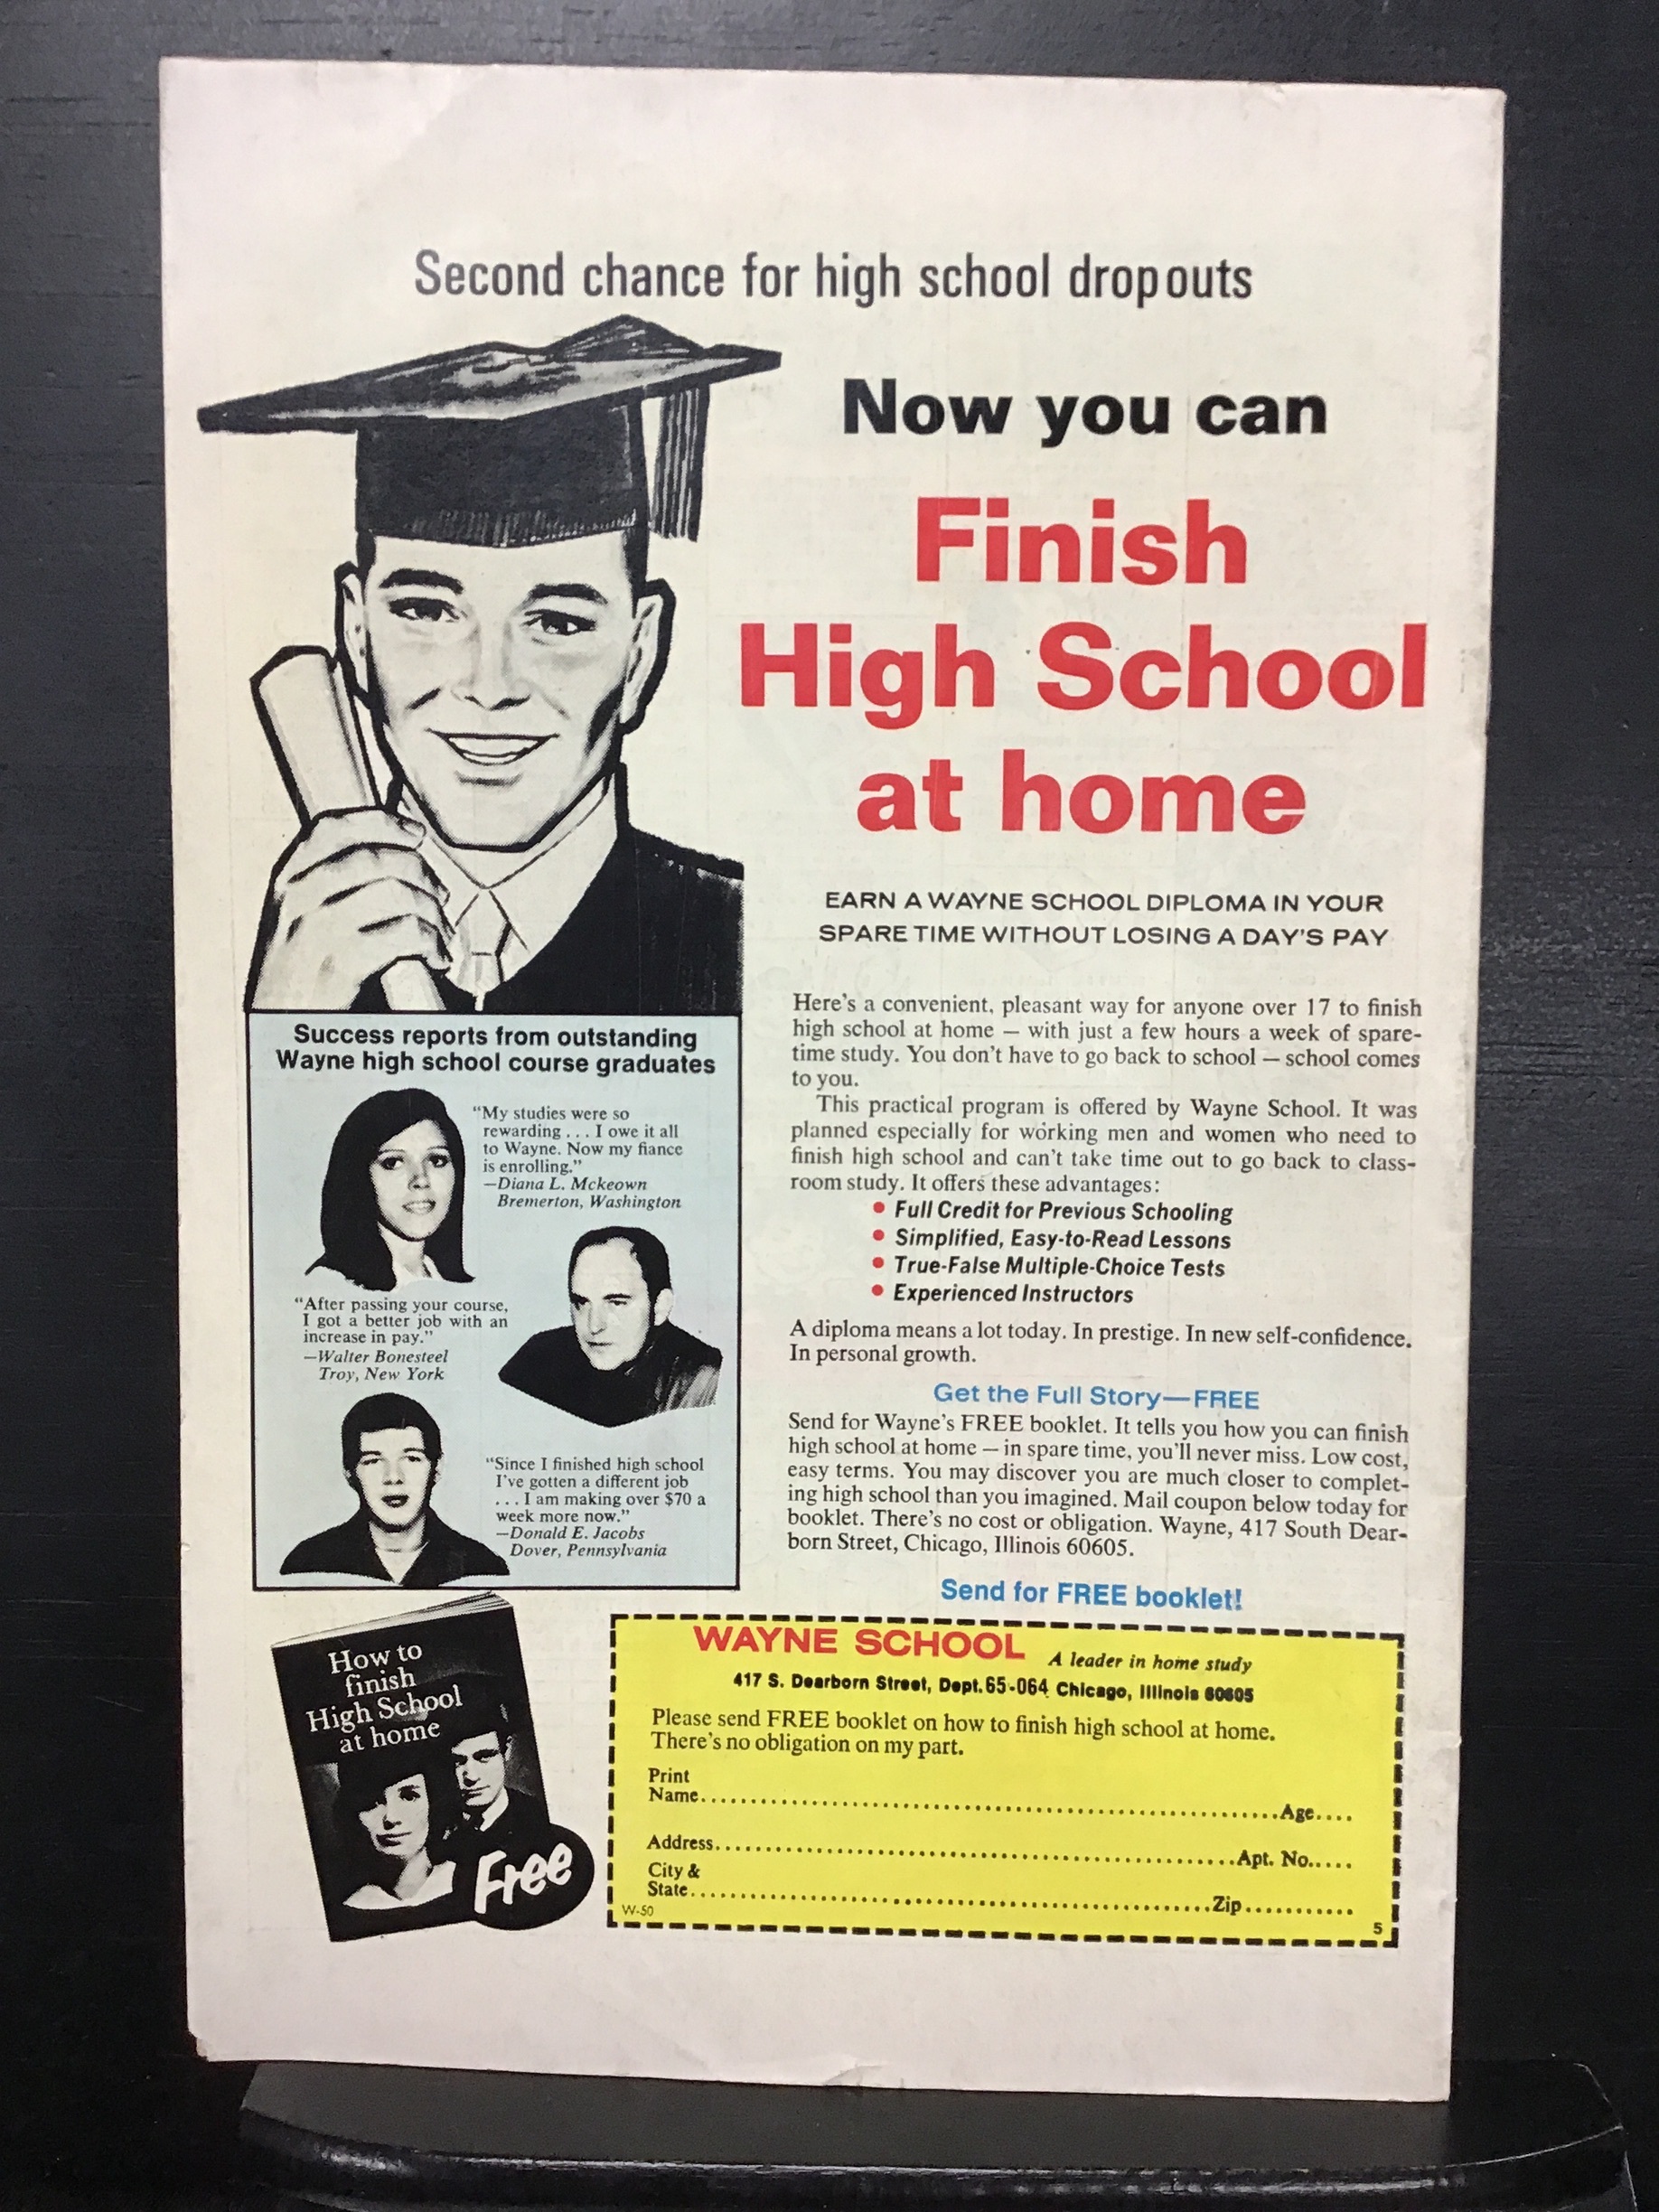 Second chance for high school dropouts
Now you can
Finish
High School
at home
EARN A WAYNE SCHOOL DIPLOMA IN YOUR
SPARE TIME WITHOUT LOSING A DAY'S PAY
Here's a convenient, pleasant way for anyone over 17 to finish
high school at home — with just a few hours a week of spare-
time study. You don't have to go back to school — school comes
to you.
This practical program is offered by Wayne School. It was
planned especially for working men and women who need to
finish high school and can't take time out to go back to class-
room study. It offers these advantages:
• Full Credit for Previous Schooling
• Simplified, Easy-to-Read Lessons
• True-False Multiple-Choice Tests
• Experienced Instructors
A diploma means a lot today. In prestige. In new self-confidence.
In personal growth.
Get the Full Story—FREE
Send for Wayne's FREE booklet. It tells you how you can finish
high school at home — in spare time, you'll never miss. Low cost,
easy terms. You may discover you are much closer to complet-
ing high school than you imagined. Mail coupon below today for
booklet. There's no cost or obligation. Wayne, 417 South Dear-
born Street, Chicago, Illinois 60605.
Success reports from outstanding
Wayne high school course graduates
"My studies were so
rewarding . . . I owe it all
to Wayne. Now my fiance
is enrolling."
—Diana L. Mckeown
Bremerton, Washington
"After passing your course,
I got a better job with an
increase in pay."
—Walter Bonesteel
Troy, New York
"Since I finished high school
I've gotten a different job
. . . I am making over $70 a
week more now."
—Donald E. Jacobs
Dover, Pennsylvania
How to
finish
High School
at home
Free
Send for FREE booklet!
WAYNE SCHOOL A leader in home study
417 S. Dearborn Street, Dept. 65-064 Chicago, Illinois 60605
Please send FREE booklet on how to finish high school at home.
There's no obligation on my part.
Print
Name....................Age....
Address....................Apt. No.....
City &
State....................Zip...........
W-50
5